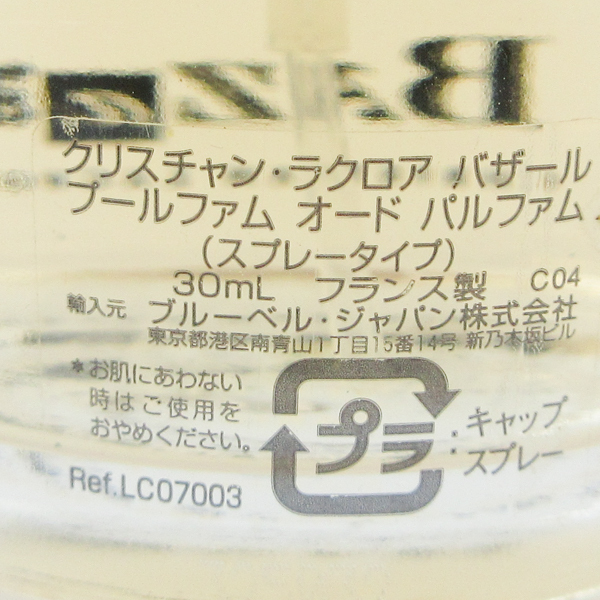 クリスチャン・ラクロア バザール
プールファム オード パルファム
(スプレータイプ)
30mL フランス製 C04
輸入元 ブルーベル・ジャパン株式会社
東京都港区南青山1丁目15番14号 新乃木坂ビル
*お肌にあわない
時はご使用を
おやめください。
プラ
:キャップ
スプレー
Ref.LC07003